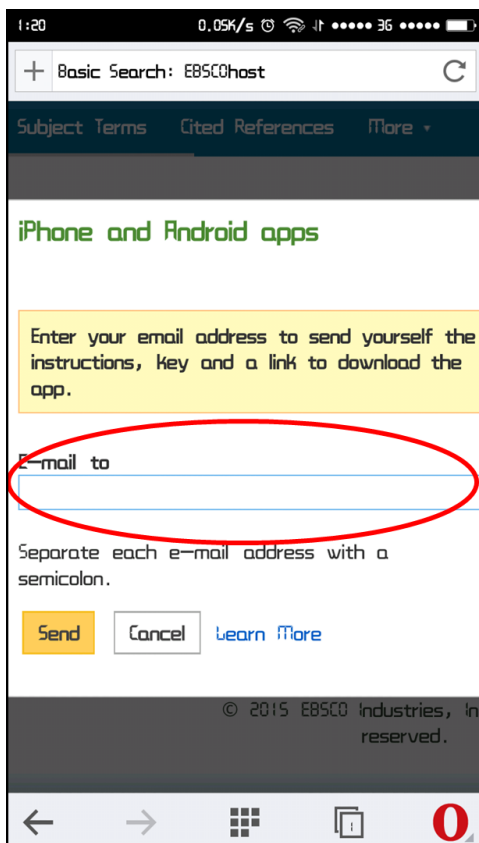 1:20 0.05K/s 3G
Basic Search: EBSCOhost
Subject Terms Cited References More
iPhone and Android apps
Enter your email address to send yourself the
instructions, key and a link to download the
app.
E-mail to
Separate each e-mail address with a
semicolon.
Send Cancel Learn More
© 2015 EBSCO Industries, In
reserved.
1